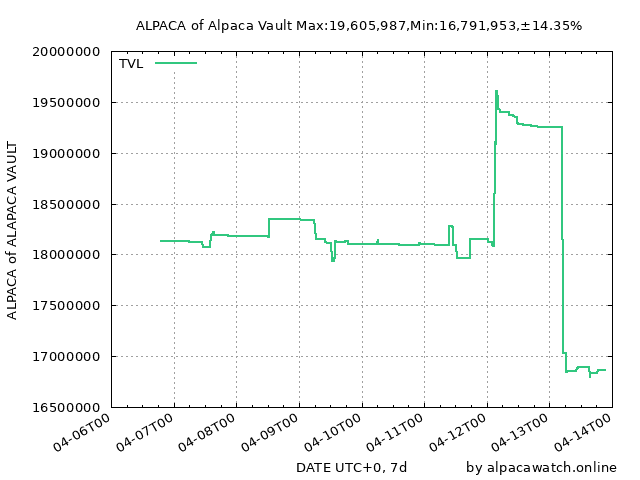 ALPACA of Alpaca Vault Max:19,605,987,Min:16,791,953,±14.35%
20000000
TVL
19500000
19000000
18500000
18000000
17500000
17000000
16500000
ALPACA of ALAPACA VAULT
04-06T00 04-07T00 04-08T00 04-09T00 04-10T00 04-11T00 04-12T00 04-13T00 04-14T00
DATE UTC+0, 7d by alpacawatch.online